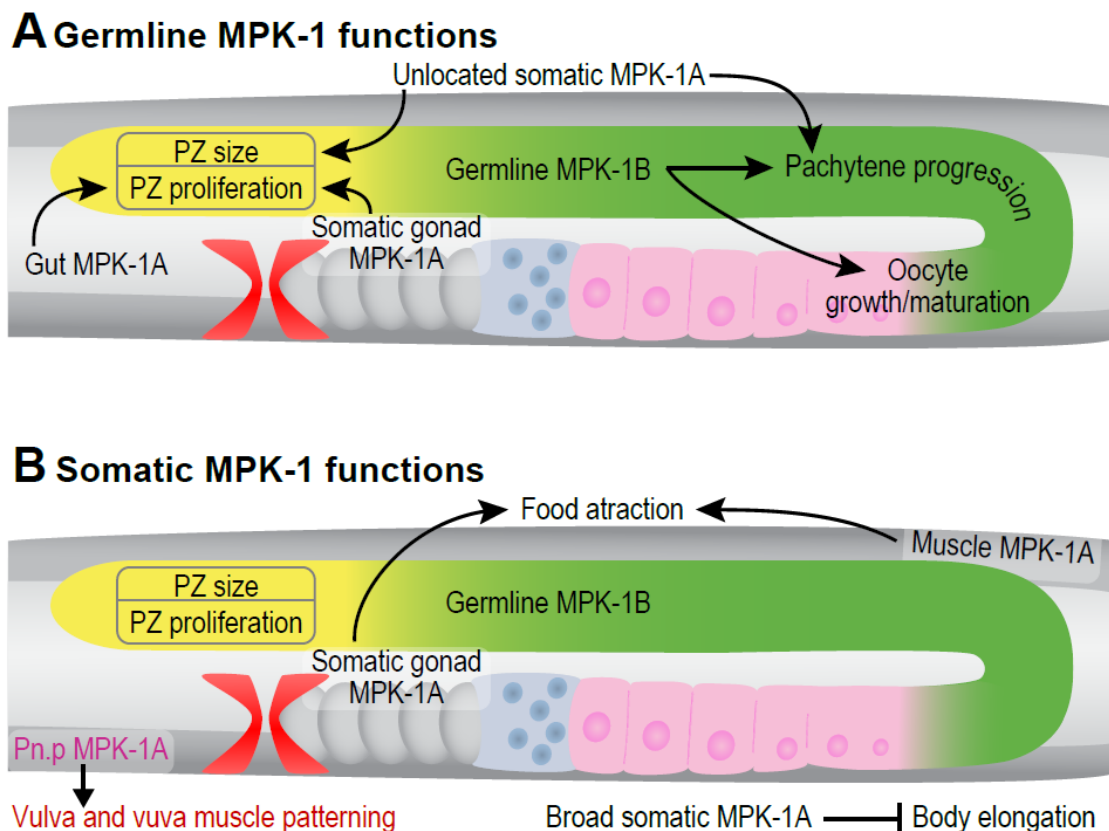 A Germline MPK-1 functions
Unlocated somatic MPK-1A
PZ size
PZ proliferation
Germline MPK-1B
Pachytene progression
Gut MPK-1A
Somatic gonad
MPK-1A
Oocyte
growth/maturation
B Somatic MPK-1 functions
Food atraction
Muscle MPK-1A
PZ size
PZ proliferation
Germline MPK-1B
Somatic gonad
MPK-1A
Pn.p MPK-1A
Vulva and vuva muscle patterning
Broad somatic MPK-1A
Body elongation